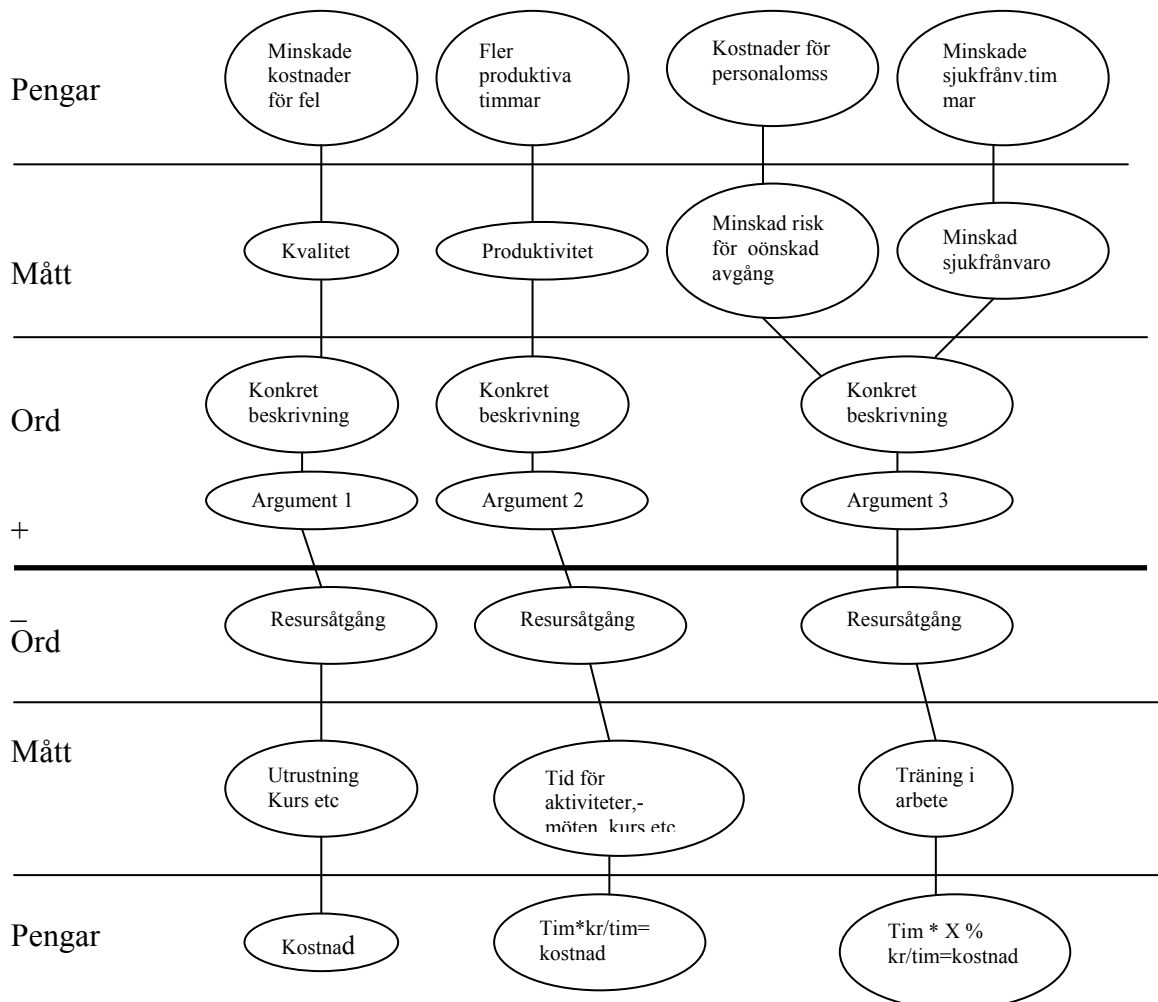 Pengar
Minskade
kostnader
för fel
Fler
produktiva
timmar
Kostnader för
personalomss
Minskade
sjukfrånv.tim
mar
Mått
Kvalitet
Produktivitet
Minskad risk
för oönskad
avgång
Minskad
sjukfrånvaro
Ord
Konkret
beskrivning
Konkret
beskrivning
Konkret
beskrivning
Argument 1
Argument 2
Argument 3
+
–
Ord
Resursåtgång
Resursåtgång
Resursåtgång
Mått
Utrustning
Kurs etc
Tid för
aktiviteter,-
möten, kurs etc
Träning i
arbete
Pengar
Kostnad
Tim*kr/tim=
kostnad
Tim * X %
kr/tim=kostnad